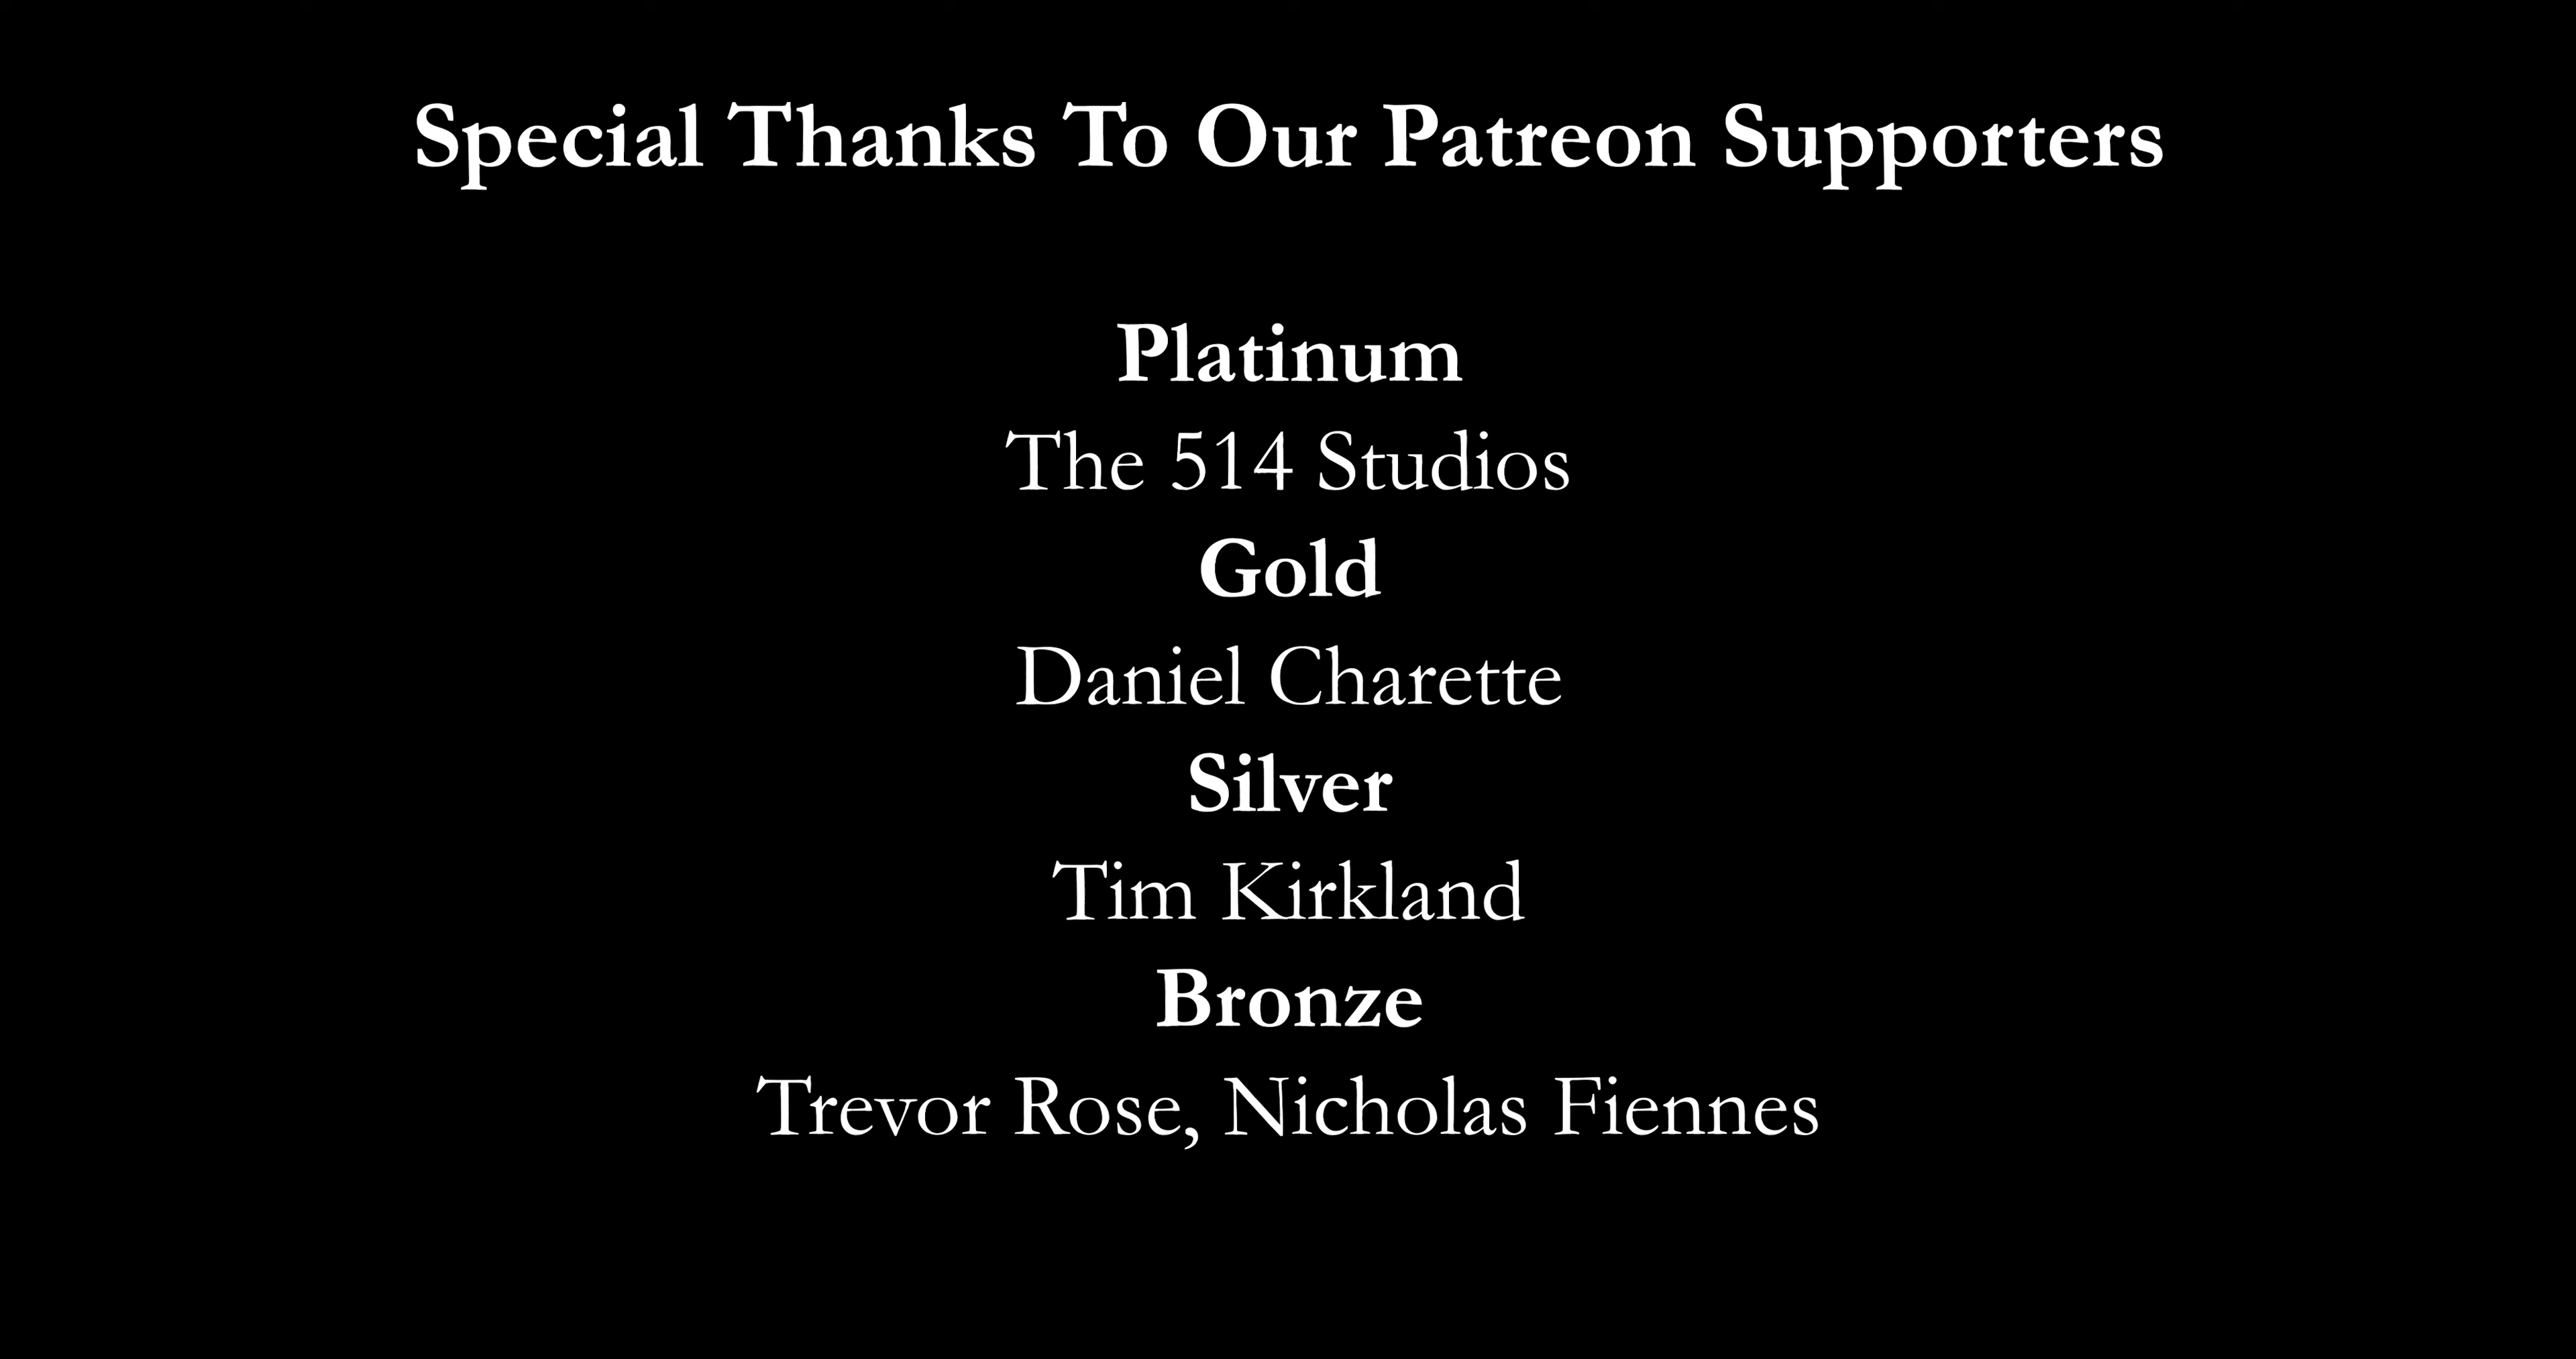 Special Thanks To Our Patreon Supporters
Platinum
The 514 Studios
Gold
Daniel Charette
Silver
Tim Kirkland
Bronze
Trevor Rose, Nicholas Fiennes